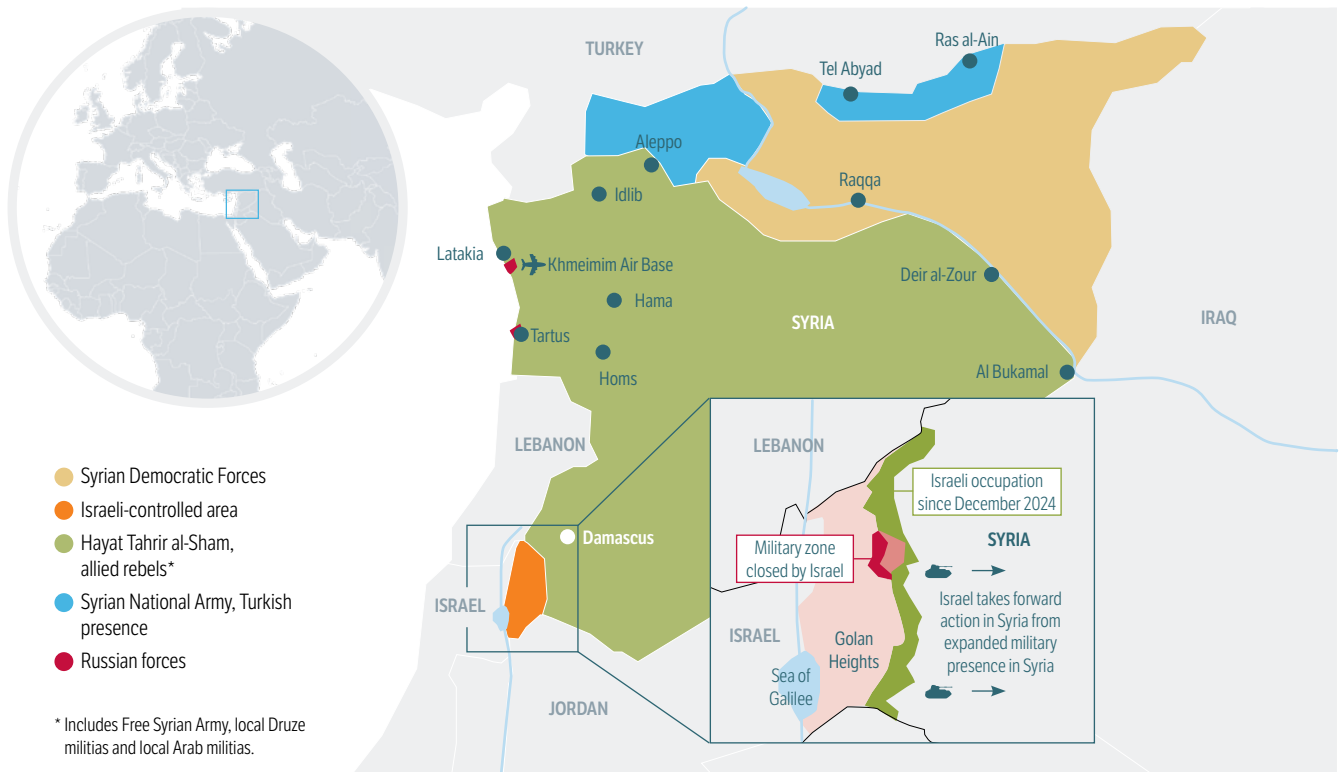 TURKEY
Ras al-Ain
Tel Abyad
Aleppo
Idlib
Raqqa
Latakia
Khmeimim Air Base
Deir al-Zour
Hama
SYRIA
IRAQ
Tartus
Homs
Al Bukamal
LEBANON
Damascus
ISRAEL
JORDAN
LEBANON
Israeli occupation
since December 2024
SYRIA
Military zone
closed by Israel
Israel takes forward
action in Syria from
expanded military
presence in Syria
ISRAEL
Golan
Heights
Sea of
Galilee
Syrian Democratic Forces
Israeli-controlled area
Hayat Tahrir al-Sham,
allied rebels*
Syrian National Army, Turkish
presence
Russian forces
* Includes Free Syrian Army, local Druze
militias and local Arab militias.